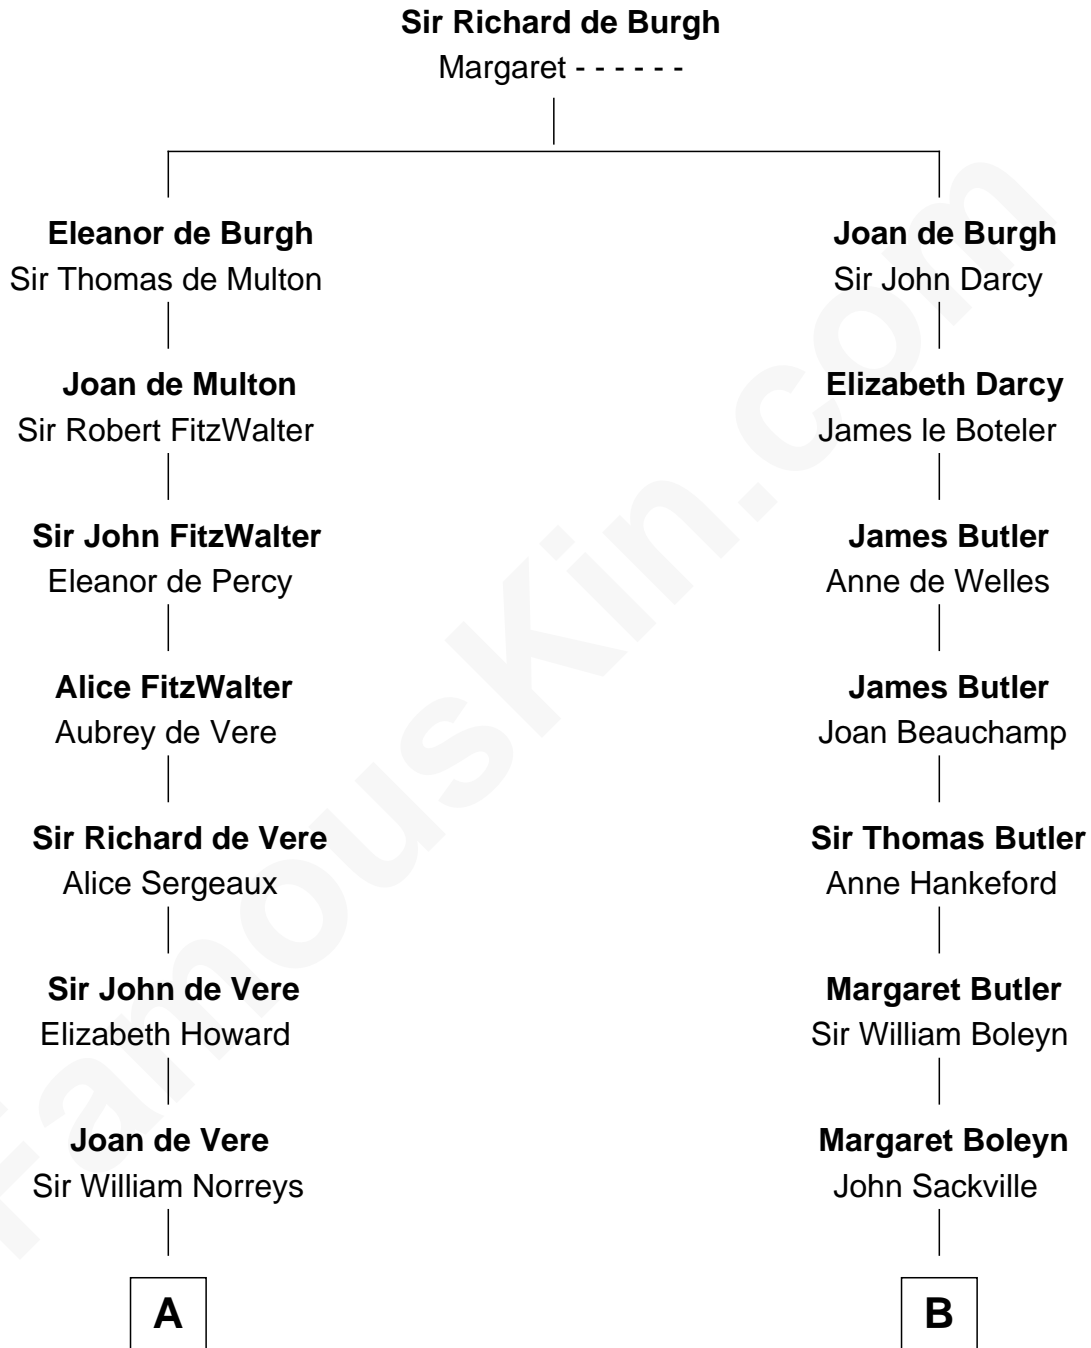 Sir Richard de Burgh
Margaret - - - - - -
Eleanor de Burgh
Sir Thomas de Multon
Joan de Burgh
Sir John Darcy
Joan de Multon
Sir Robert FitzWalter
Elizabeth Darcy
James le Boteler
Sir John FitzWalter
Eleanor de Percy
James Butler
Anne de Welles
Alice FitzWalter
Aubrey de Vere
James Butler
Joan Beauchamp
Sir Richard de Vere
Alice Sergeaux
Sir Thomas Butler
Anne Hankeford
Sir John de Vere
Elizabeth Howard
Margaret Butler
Sir William Boleyn
Joan de Vere
Sir William Norreys
Margaret Boleyn
John Sackville
A
B
FamousKin.com